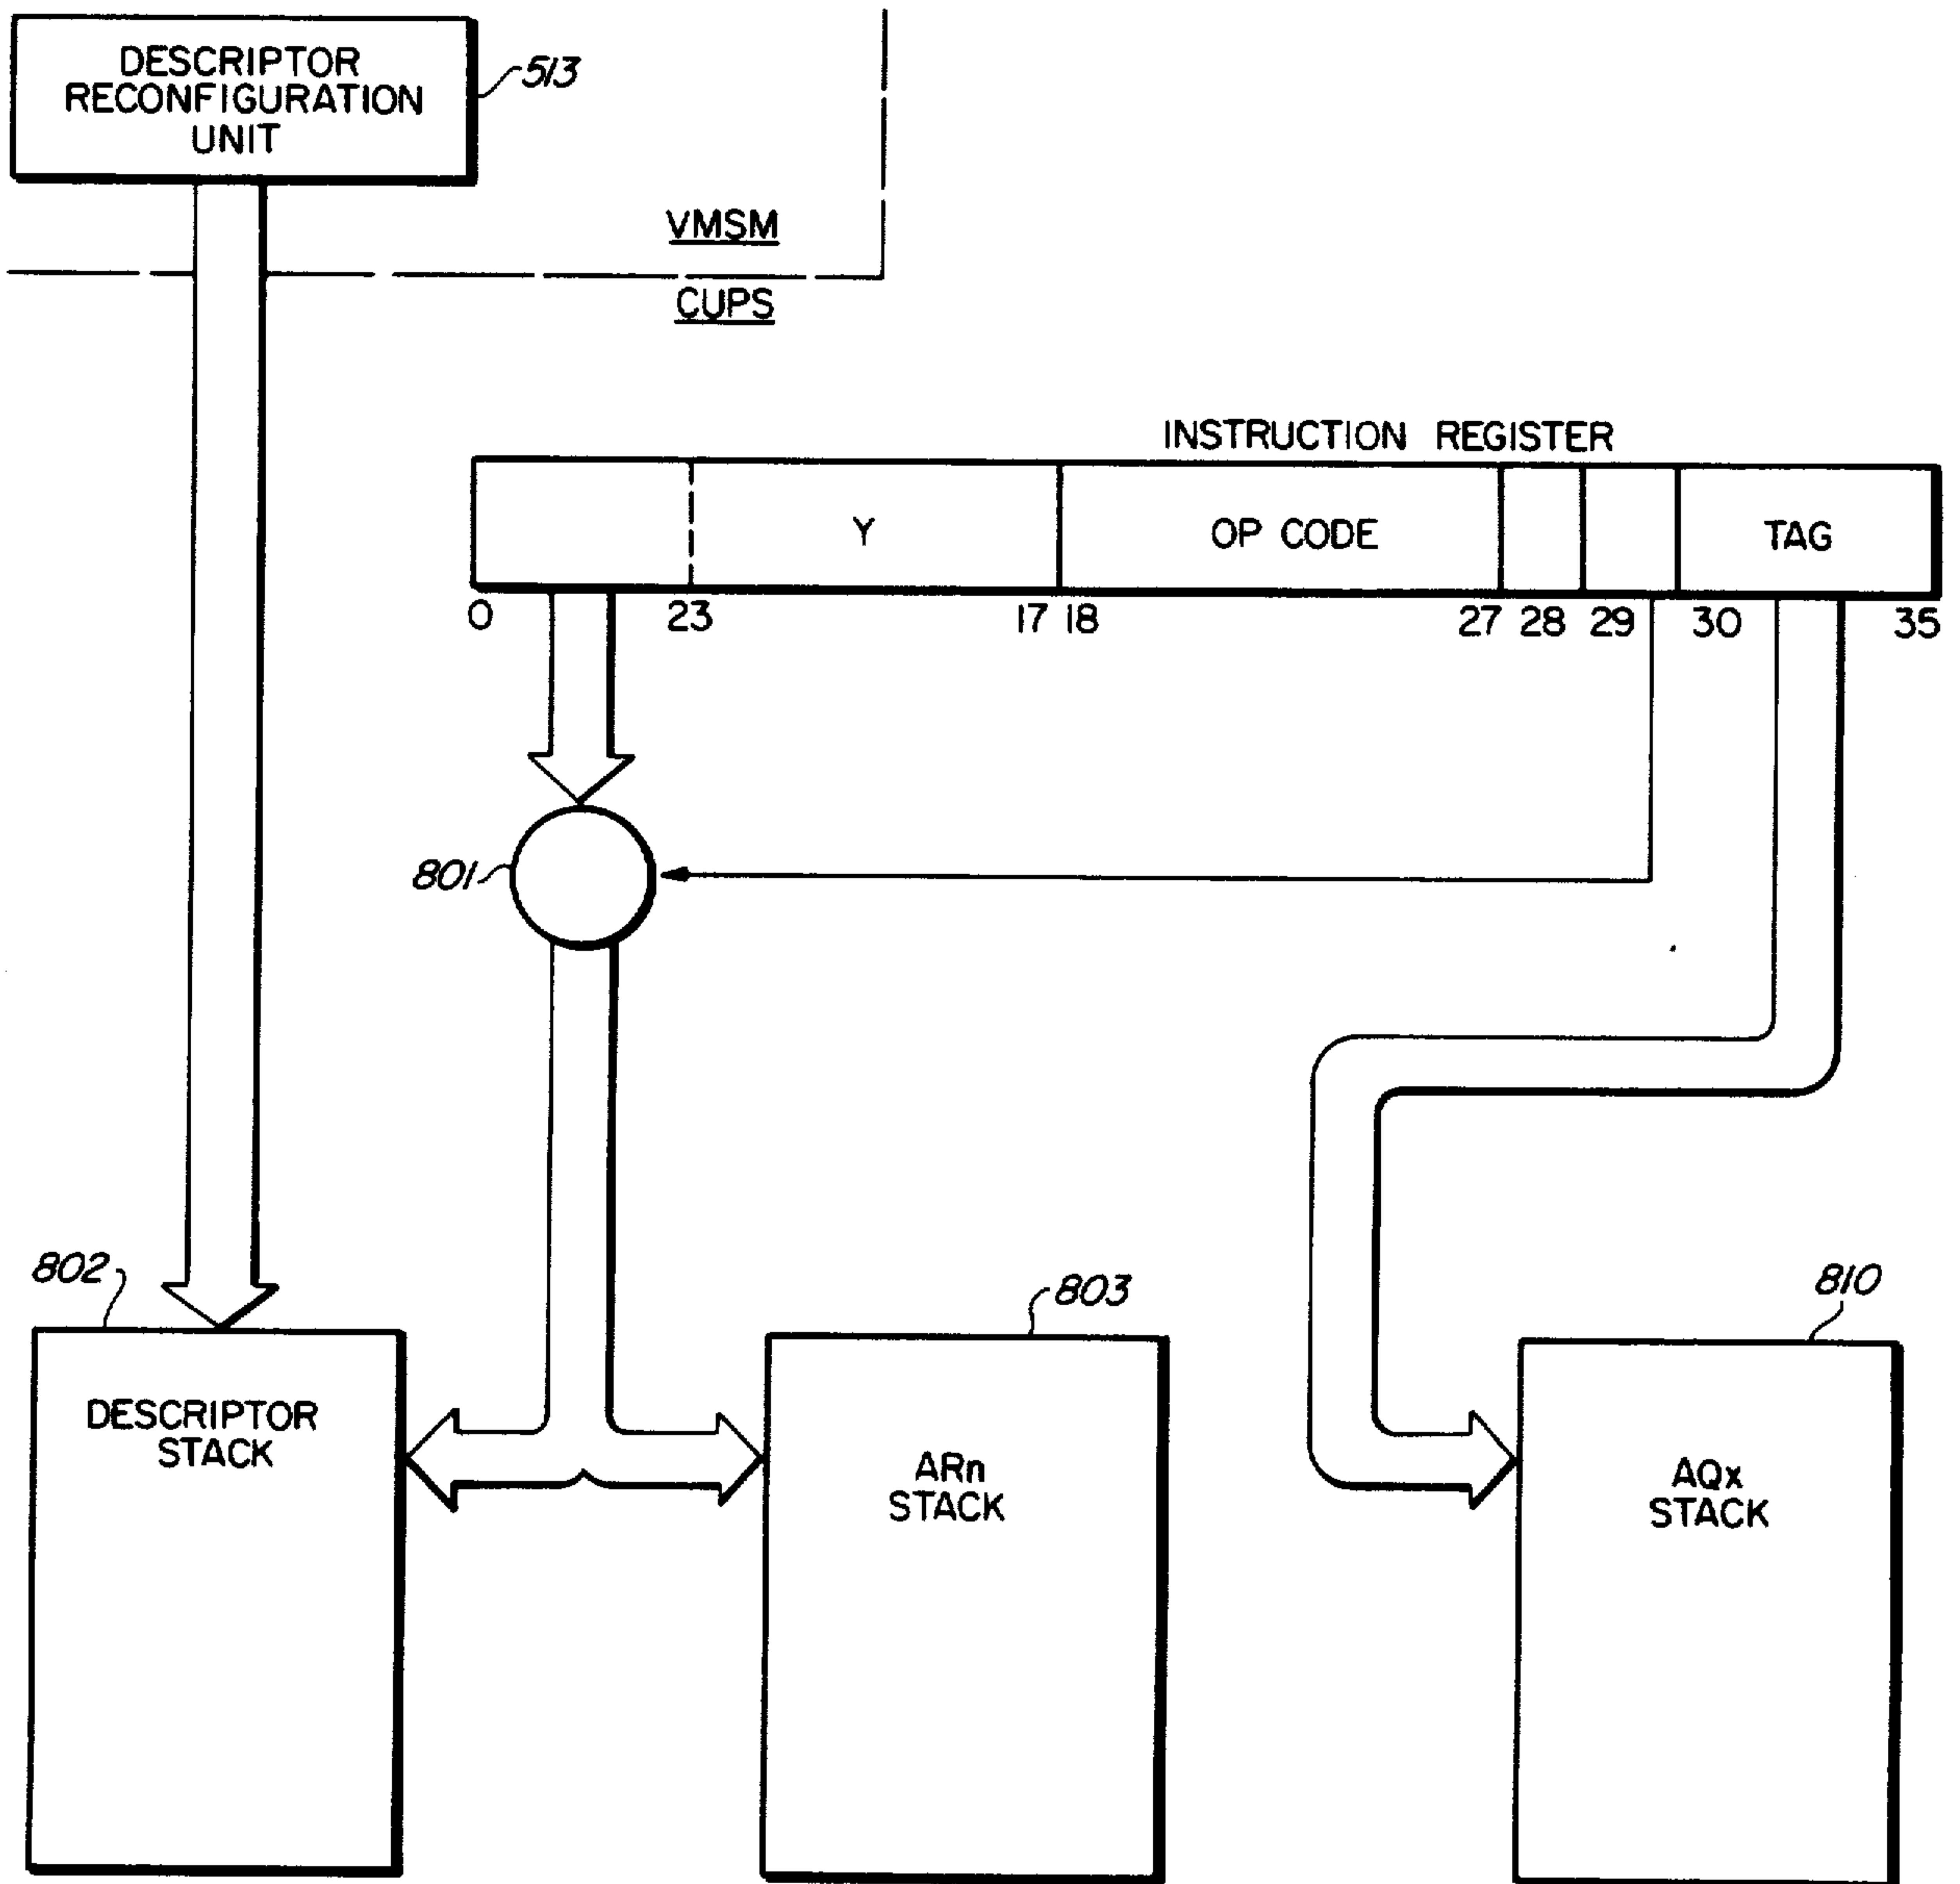 DESCRIPTOR
RECONFIGURATION
UNIT
513
VMSM
CUPS
INSTRUCTION REGISTER
Y
OP CODE
TAG
0
23
17 18
27
28
29
30
35
801
802
803
810
DESCRIPTOR
STACK
ARn
STACK
AQx
STACK